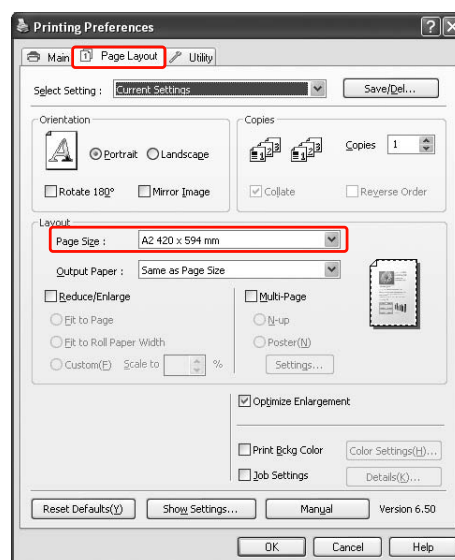 Printing Preferences
Main Page Layout Utility
Select Setting : Current Settings Save/Del...
Orientation Copies
A Portrait Landscape Copies 1
Rotate 180° Mirror Image Collate Reverse Order
Layout
Page Size : A2 420 x 594 mm
Output Paper : Same as Page Size
Reduce/Enlarge Multi-Page
Fit to Page N-up
Fit to Roll Paper Width Poster(N)
Custom(E) Scale to % Settings...
Optimize Enlargement
Print Bckg Color Color Settings(H)...
Job Settings Details(K)...
Reset Defaults(Y) Show Settings... Manual Version 6.50
OK Cancel Help